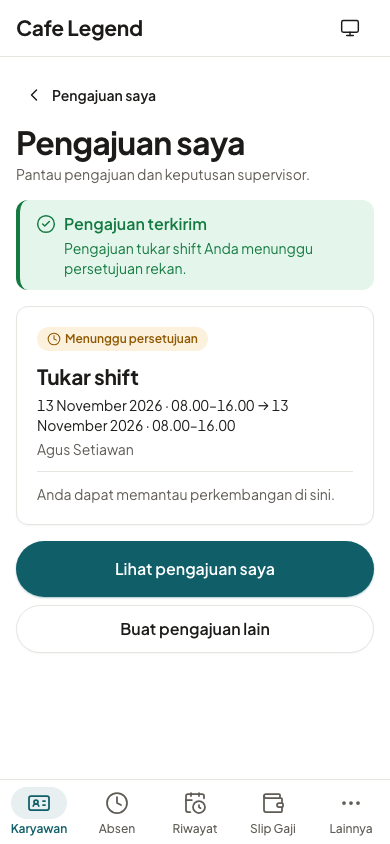 Cafe Legend
Pengajuan saya
Pengajuan saya
Pantau pengajuan dan keputusan supervisor.
Pengajuan terkirim
Pengajuan tukar shift Anda menunggu
persetujuan rekan.
Menunggu persetujuan
Tukar shift
13 November 2026 · 08.00–16.00 → 13
November 2026 · 08.00–16.00
Agus Setiawan
Anda dapat memantau perkembangan di sini.
Lihat pengajuan saya
Buat pengajuan lain
Karyawan
Absen
Riwayat
Slip Gaji
Lainnya